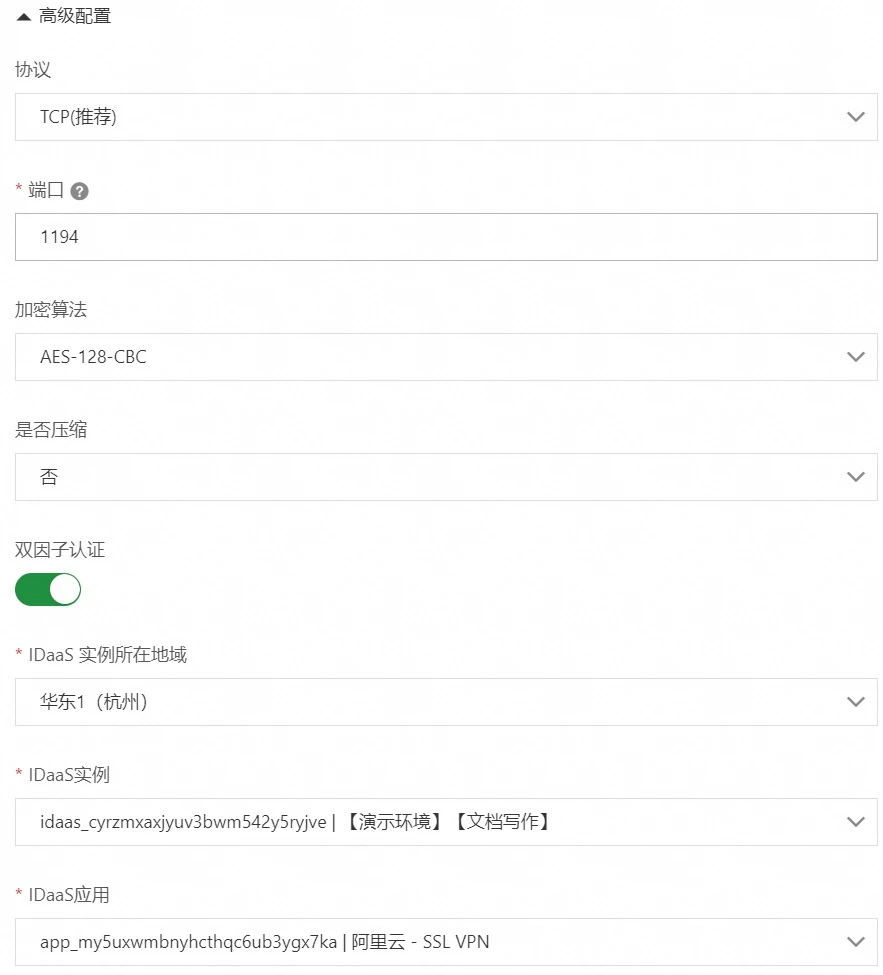 高级配置
协议
TCP(推荐)
* 端口 ?
1194
加密算法
AES-128-CBC
是否压缩
否
双因子认证
* IDaaS 实例所在地域
华东1（杭州）
* IDaaS实例
idaas_cyrzmxaxjyuv3bwm542y5ryjve | 【演示环境】【文档写作】
* IDaaS应用
app_my5uxwmbnyhcthqc6ub3ygx7ka | 阿里云 - SSL VPN